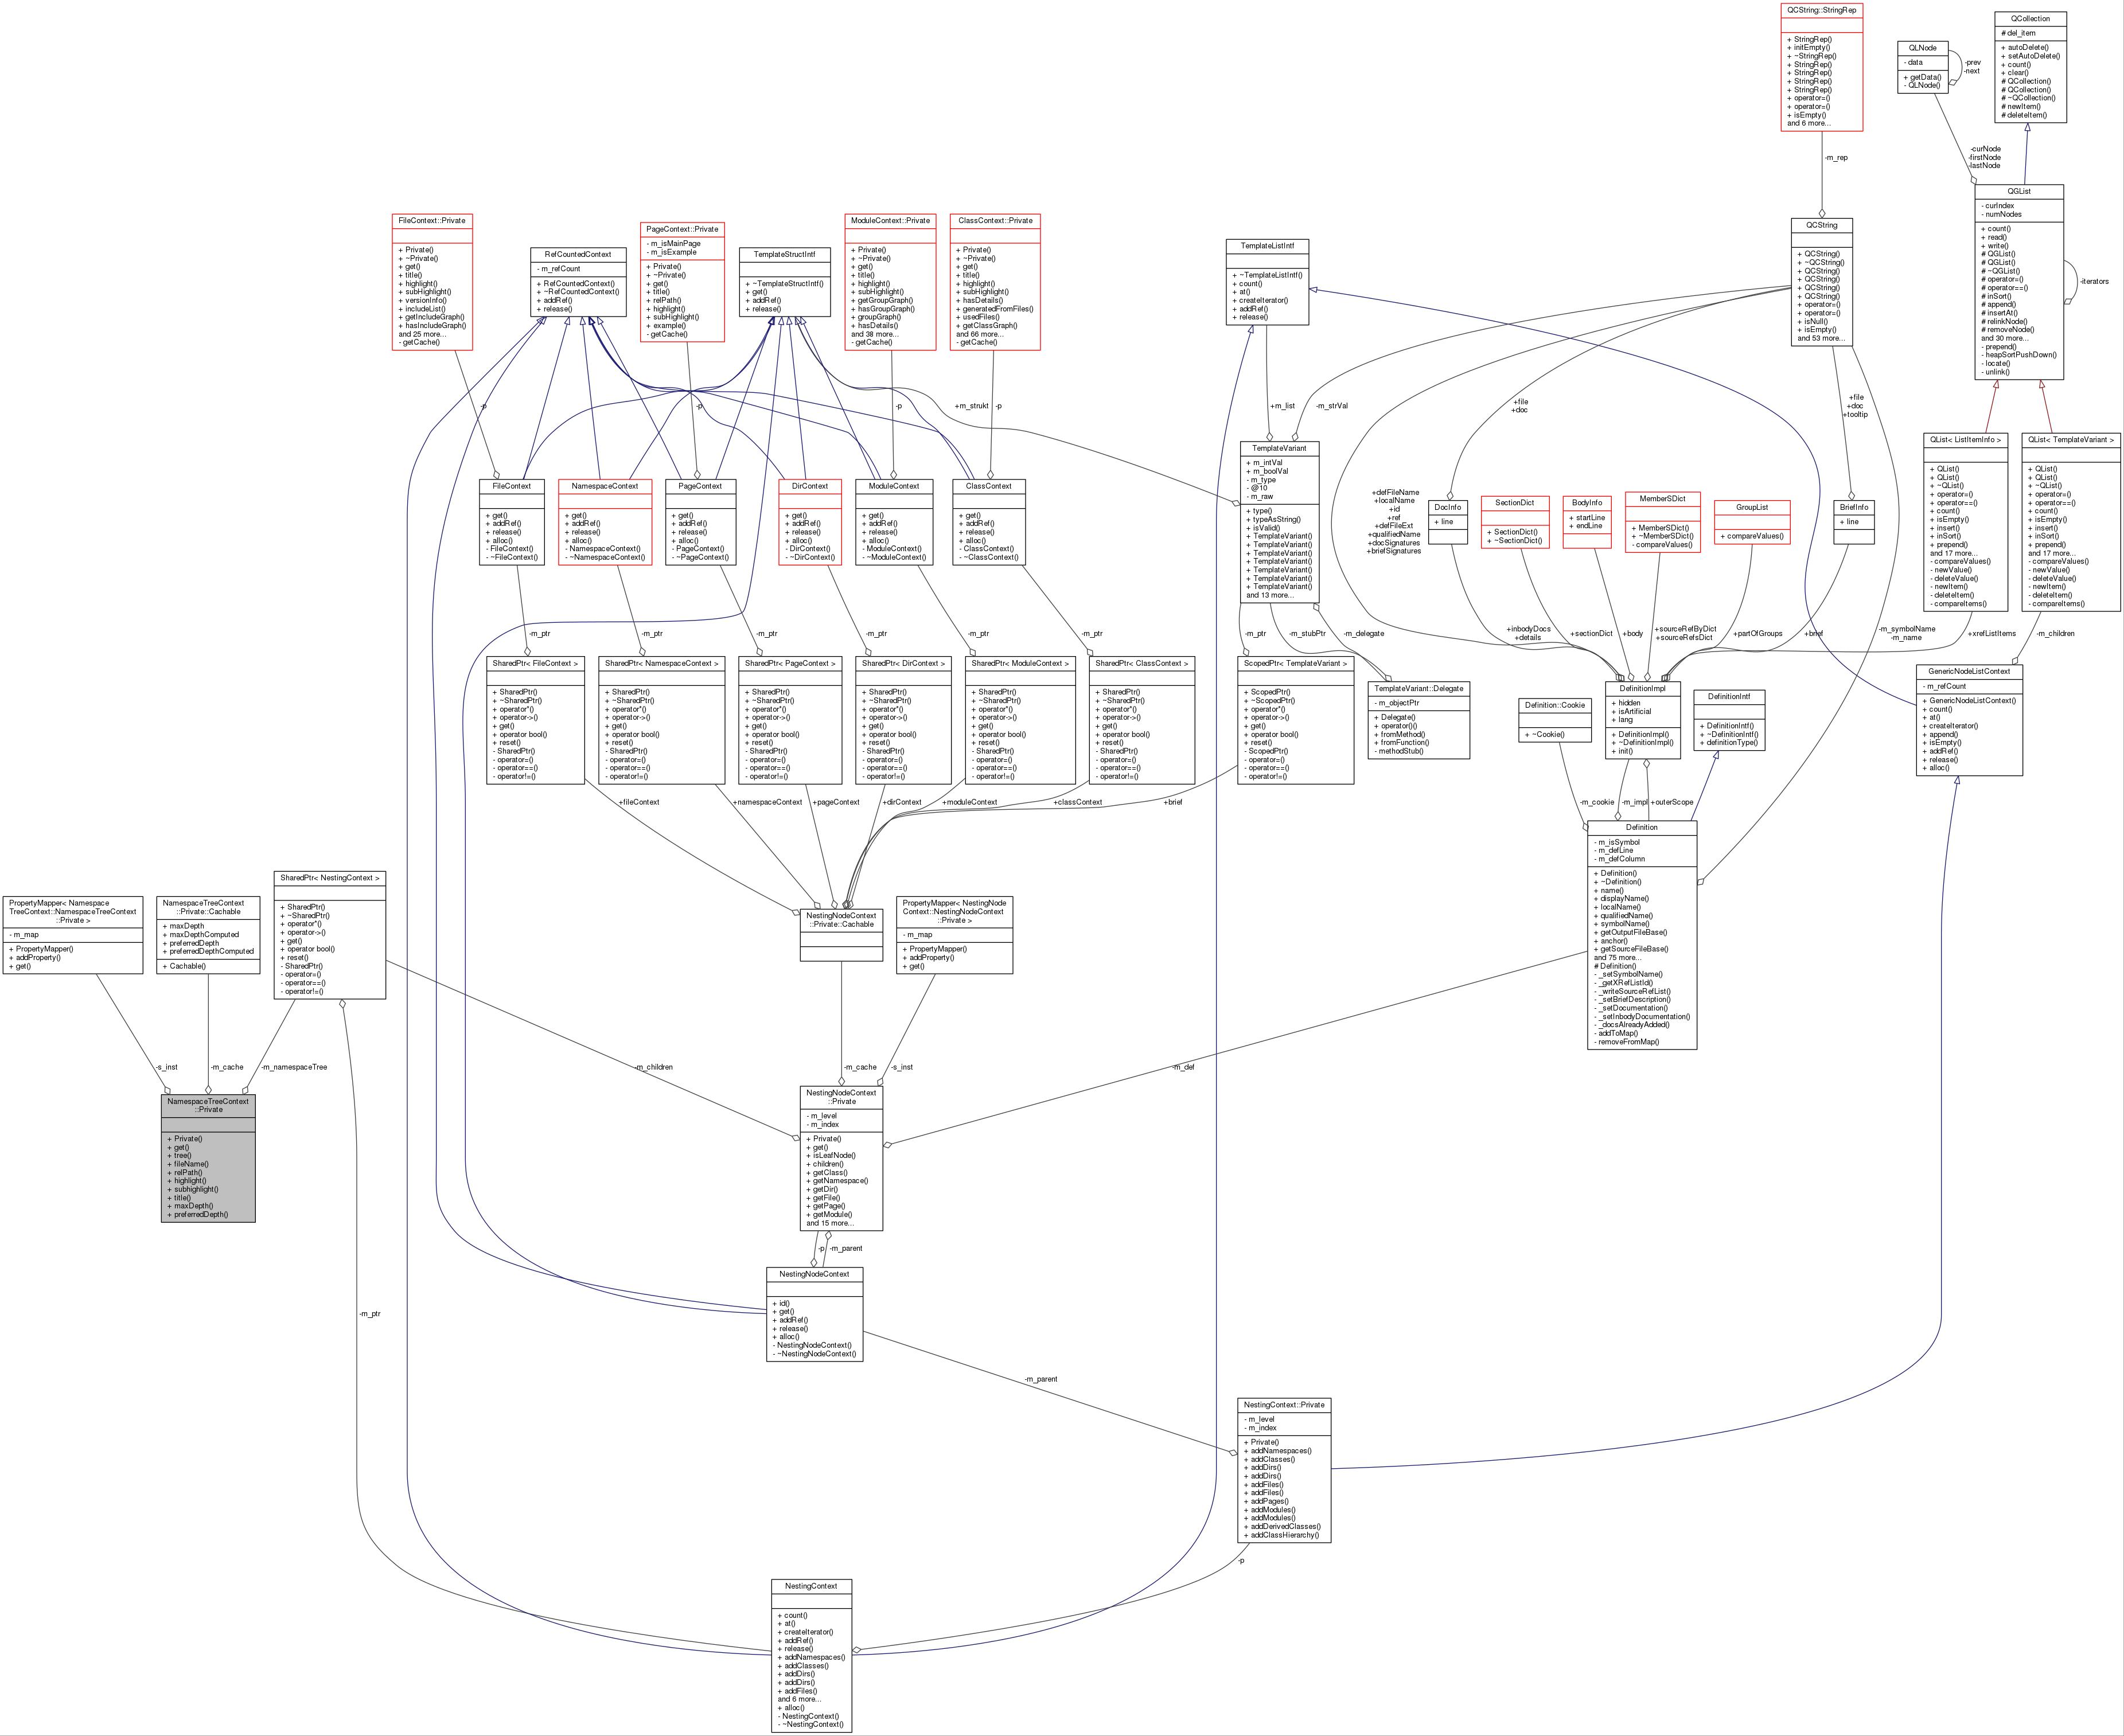 QCString::StringRep
+ StringRep()
+ initEmpty()
+ ~StringRep()
+ StringRep()
+ StringRep()
+ StringRep()
+ StringRep()
+ operator=()
+ operator=()
+ isEmpty()
and 6 more...
QCollection
# del_item
+ autoDelete()
+ setAutoDelete()
+ count()
+ clear()
# QCollection()
# QCollection()
# ~QCollection()
# newItem()
# deleteItem()
QLNode
- data
+ getData()
- QLNode()
-prev
-next
-m_rep
-curNode
-firstNode
-lastNode
QGList
- curIndex
- numNodes
+ count()
+ read()
+ write()
# QGList()
# QGList()
# ~QGList()
# operator=()
# operator==()
# inSort()
# append()
# insertAt()
# relinkNode()
# removeNode()
and 30 more...
- prepend()
- heapSortPushDown()
- locate()
- unlink()
-iterators
QCString
+ QCString()
+ ~QCString()
+ QCString()
+ QCString()
+ QCString()
+ QCString()
+ operator=()
+ operator=()
+ isNull()
+ isEmpty()
and 53 more...
FileContext::Private
+ Private()
+ ~Private()
+ get()
+ title()
+ highlight()
+ subHighlight()
+ versionInfo()
+ includeList()
+ getIncludeGraph()
+ hasIncludeGraph()
and 25 more...
- getCache()
RefCountedContext
- m_refCount
+ RefCountedContext()
+ ~RefCountedContext()
+ addRef()
+ release()
PageContext::Private
- m_isMainPage
- m_isExample
+ Private()
+ ~Private()
+ get()
+ title()
+ relPath()
+ highlight()
+ subHighlight()
+ example()
- getCache()
TemplateStructIntf
+ ~TemplateStructIntf()
+ get()
+ addRef()
+ release()
ModuleContext::Private
+ Private()
+ ~Private()
+ get()
+ title()
+ highlight()
+ subHighlight()
+ getGroupGraph()
+ hasGroupGraph()
+ groupGraph()
+ hasDetails()
and 38 more...
- getCache()
ClassContext::Private
+ Private()
+ ~Private()
+ get()
+ title()
+ highlight()
+ subHighlight()
+ hasDetails()
+ generatedFromFiles()
+ usedFiles()
+ getClassGraph()
and 66 more...
- getCache()
TemplateListIntf
+ ~TemplateListIntf()
+ count()
+ at()
+ createIterator()
+ addRef()
+ release()
-p
-p
-p
-p
+m_strukt
+m_list
-m_strVal
+file
+doc
+file
+doc
+tooltip
FileContext
+ get()
+ addRef()
+ release()
+ alloc()
- FileContext()
- ~FileContext()
NamespaceContext
+ get()
+ addRef()
+ release()
+ alloc()
- NamespaceContext()
- ~NamespaceContext()
PageContext
+ get()
+ addRef()
+ release()
+ alloc()
- PageContext()
- ~PageContext()
DirContext
+ get()
+ addRef()
+ release()
+ alloc()
- DirContext()
- ~DirContext()
ModuleContext
+ get()
+ addRef()
+ release()
+ alloc()
- ModuleContext()
- ~ModuleContext()
ClassContext
+ get()
+ addRef()
+ release()
+ alloc()
- ClassContext()
- ~ClassContext()
TemplateVariant
+ m_intVal
+ m_boolVal
- m_type
- @10
- m_raw
+ type()
+ typeAsString()
+ isValid()
+ TemplateVariant()
+ TemplateVariant()
+ TemplateVariant()
+ TemplateVariant()
+ TemplateVariant()
+ TemplateVariant()
+ TemplateVariant()
and 13 more...
+defFileName
+localName
+id
+ref
+defFileExt
+qualifiedName
+docSignatures
+briefSignatures
DocInfo
+ line
SectionDict
+ SectionDict()
+ ~SectionDict()
BodyInfo
+ startLine
+ endLine
MemberSDict
+ MemberSDict()
+ ~MemberSDict()
- compareValues()
GroupList
+ compareValues()
BriefInfo
+ line
QList< ListItemInfo >
+ QList()
+ QList()
+ ~QList()
+ operator=()
+ operator==()
+ count()
+ isEmpty()
+ insert()
+ inSort()
+ prepend()
and 17 more...
- compareValues()
- newValue()
- deleteValue()
- newItem()
- deleteItem()
- compareItems()
QList< TemplateVariant >
+ QList()
+ QList()
+ ~QList()
+ operator=()
+ operator==()
+ count()
+ isEmpty()
+ insert()
+ inSort()
+ prepend()
and 17 more...
- compareValues()
- newValue()
- deleteValue()
- newItem()
- deleteItem()
- compareItems()
-m_ptr
-m_ptr
-m_ptr
-m_ptr
-m_ptr
-m_ptr
-m_ptr
-m_stubPtr
-m_delegate
+inbodyDocs
+details
+sectionDict
+body
+sourceRefByDict
+sourceRefsDict
+partOfGroups
+brief
-m_symbolName
-m_name
+xrefListItems
-m_children
SharedPtr< FileContext >
+ SharedPtr()
+ ~SharedPtr()
+ operator*()
+ operator->()
+ get()
+ operator bool()
+ reset()
- SharedPtr()
- operator=()
- operator==()
- operator!=()
SharedPtr< NamespaceContext >
+ SharedPtr()
+ ~SharedPtr()
+ operator*()
+ operator->()
+ get()
+ operator bool()
+ reset()
- SharedPtr()
- operator=()
- operator==()
- operator!=()
SharedPtr< PageContext >
+ SharedPtr()
+ ~SharedPtr()
+ operator*()
+ operator->()
+ get()
+ operator bool()
+ reset()
- SharedPtr()
- operator=()
- operator==()
- operator!=()
SharedPtr< DirContext >
+ SharedPtr()
+ ~SharedPtr()
+ operator*()
+ operator->()
+ get()
+ operator bool()
+ reset()
- SharedPtr()
- operator=()
- operator==()
- operator!=()
SharedPtr< ModuleContext >
+ SharedPtr()
+ ~SharedPtr()
+ operator*()
+ operator->()
+ get()
+ operator bool()
+ reset()
- SharedPtr()
- operator=()
- operator==()
- operator!=()
SharedPtr< ClassContext >
+ SharedPtr()
+ ~SharedPtr()
+ operator*()
+ operator->()
+ get()
+ operator bool()
+ reset()
- SharedPtr()
- operator=()
- operator==()
- operator!=()
ScopedPtr< TemplateVariant >
+ ScopedPtr()
+ ~ScopedPtr()
+ operator*()
+ operator->()
+ get()
+ operator bool()
+ reset()
- ScopedPtr()
- operator=()
- operator==()
- operator!=()
TemplateVariant::Delegate
- m_objectPtr
+ Delegate()
+ operator()()
+ fromMethod()
+ fromFunction()
- methodStub()
Definition::Cookie
+ ~Cookie()
DefinitionImpl
+ hidden
+ isArtificial
+ lang
+ DefinitionImpl()
+ ~DefinitionImpl()
+ init()
DefinitionIntf
+ DefinitionIntf()
+ ~DefinitionIntf()
+ definitionType()
GenericNodeListContext
- m_refCount
+ GenericNodeListContext()
+ count()
+ at()
+ createIterator()
+ append()
+ isEmpty()
+ addRef()
+ release()
+ alloc()
+fileContext
+namespaceContext
+pageContext
+dirContext
+moduleContext
+classContext
+brief
-m_cookie
-m_impl
+outerScope
Definition
- m_isSymbol
- m_defLine
- m_defColumn
+ Definition()
+ ~Definition()
+ name()
+ displayName()
+ localName()
+ qualifiedName()
+ symbolName()
+ getOutputFileBase()
+ anchor()
+ getSourceFileBase()
and 75 more...
# Definition()
- _setSymbolName()
- _getXRefListId()
- _writeSourceRefList()
- _setBriefDescription()
- _setDocumentation()
- _setInbodyDocumentation()
- _docsAlreadyAdded()
- addToMap()
- removeFromMap()
PropertyMapper< Namespace
TreeContext::NamespaceTreeContext
::Private >
- m_map
+ PropertyMapper()
+ addProperty()
+ get()
NamespaceTreeContext
::Private::Cachable
+ maxDepth
+ maxDepthComputed
+ preferredDepth
+ preferredDepthComputed
+ Cachable()
SharedPtr< NestingContext >
+ SharedPtr()
+ ~SharedPtr()
+ operator*()
+ operator->()
+ get()
+ operator bool()
+ reset()
- SharedPtr()
- operator=()
- operator==()
- operator!=()
NestingNodeContext
::Private::Cachable
PropertyMapper< NestingNode
Context::NestingNodeContext
::Private >
- m_map
+ PropertyMapper()
+ addProperty()
+ get()
-s_inst
-m_cache
-m_namespaceTree
-m_children
-m_cache
-s_inst
-m_def
NamespaceTreeContext
::Private
+ Private()
+ get()
+ tree()
+ fileName()
+ relPath()
+ highlight()
+ subhighlight()
+ title()
+ maxDepth()
+ preferredDepth()
NestingNodeContext
::Private
- m_level
- m_index
+ Private()
+ get()
+ isLeafNode()
+ children()
+ getClass()
+ getNamespace()
+ getDir()
+ getFile()
+ getPage()
+ getModule()
and 15 more...
-p
-m_parent
NestingNodeContext
+ id()
+ get()
+ addRef()
+ release()
+ alloc()
- NestingNodeContext()
- ~NestingNodeContext()
-m_ptr
-m_parent
NestingContext::Private
- m_level
- m_index
+ Private()
+ addNamespaces()
+ addClasses()
+ addDirs()
+ addDirs()
+ addFiles()
+ addFiles()
+ addPages()
+ addModules()
+ addModules()
+ addDerivedClasses()
+ addClassHierarchy()
-p
NestingContext
+ count()
+ at()
+ createIterator()
+ addRef()
+ release()
+ addNamespaces()
+ addClasses()
+ addDirs()
+ addDirs()
+ addFiles()
and 6 more...
+ alloc()
- NestingContext()
- ~NestingContext()